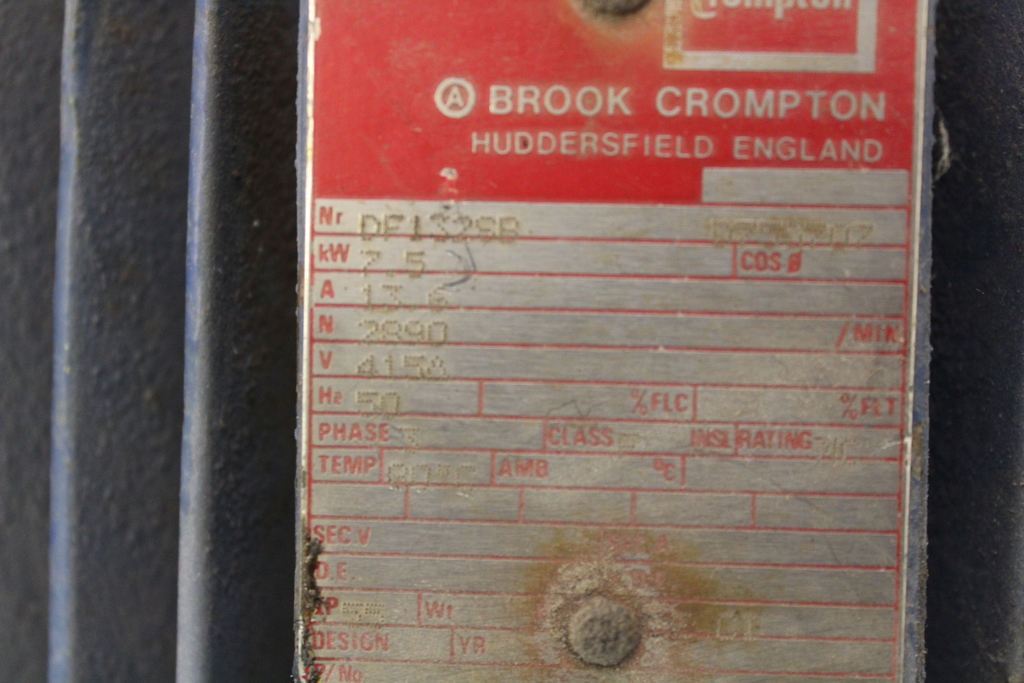 Crompton
A BROOK CROMPTON
HUDDERSFIELD ENGLAND
Nr DF132SB
kW 7.5 COS Ø
A 13.6
N 2890 /MIN
V 415Δ
Hz 50 %FLC %FLT
PHASE 3 CLASS F INSL RATING
TEMP AMB °C
SEC.V
D.E.
IP 55 Wt
DESIGN YR